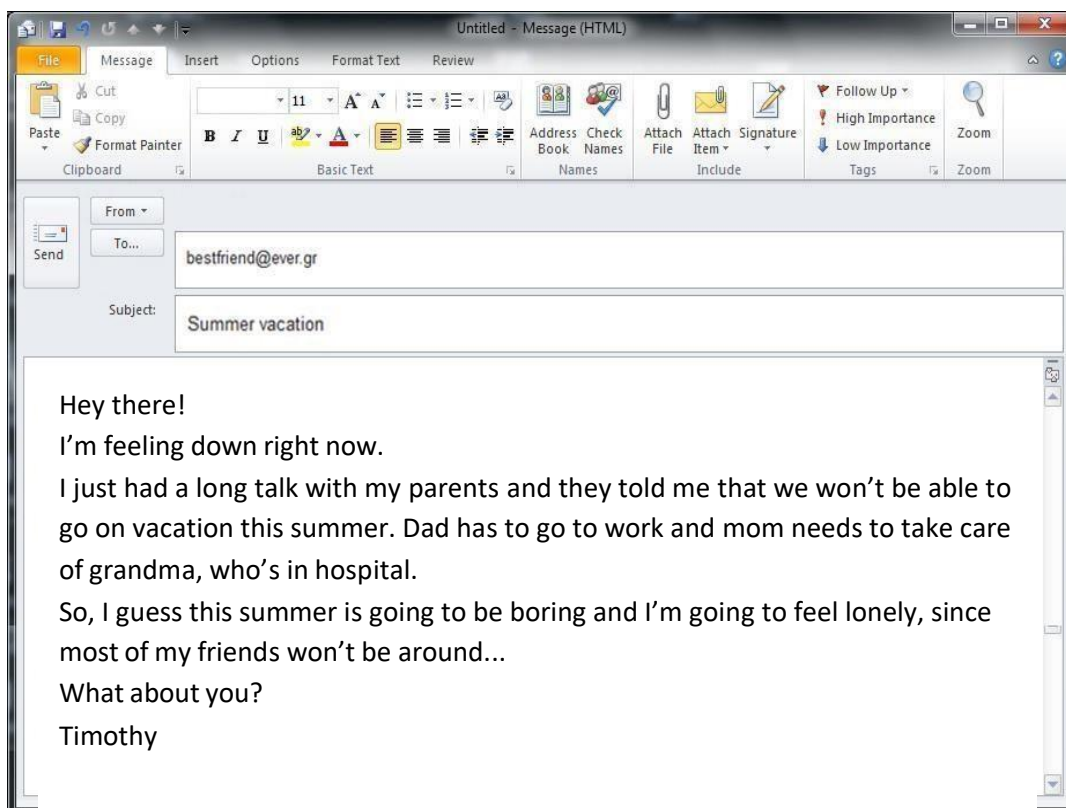 Untitled - Message (HTML)
File Message Insert Options Format Text Review
Cut
Copy
Paste
Format Painter
Clipboard
11
B I U
Basic Text
Address Book
Check Names
Names
Attach File
Attach Item
Signature
Include
Follow Up
High Importance
Low Importance
Tags
Zoom
Zoom
From
Send
To...
bestfriend@ever.gr
Subject:
Summer vacation
Hey there!
I’m feeling down right now.
I just had a long talk with my parents and they told me that we won’t be able to
go on vacation this summer. Dad has to go to work and mom needs to take care
of grandma, who’s in hospital.
So, I guess this summer is going to be boring and I’m going to feel lonely, since
most of my friends won’t be around...
What about you?
Timothy